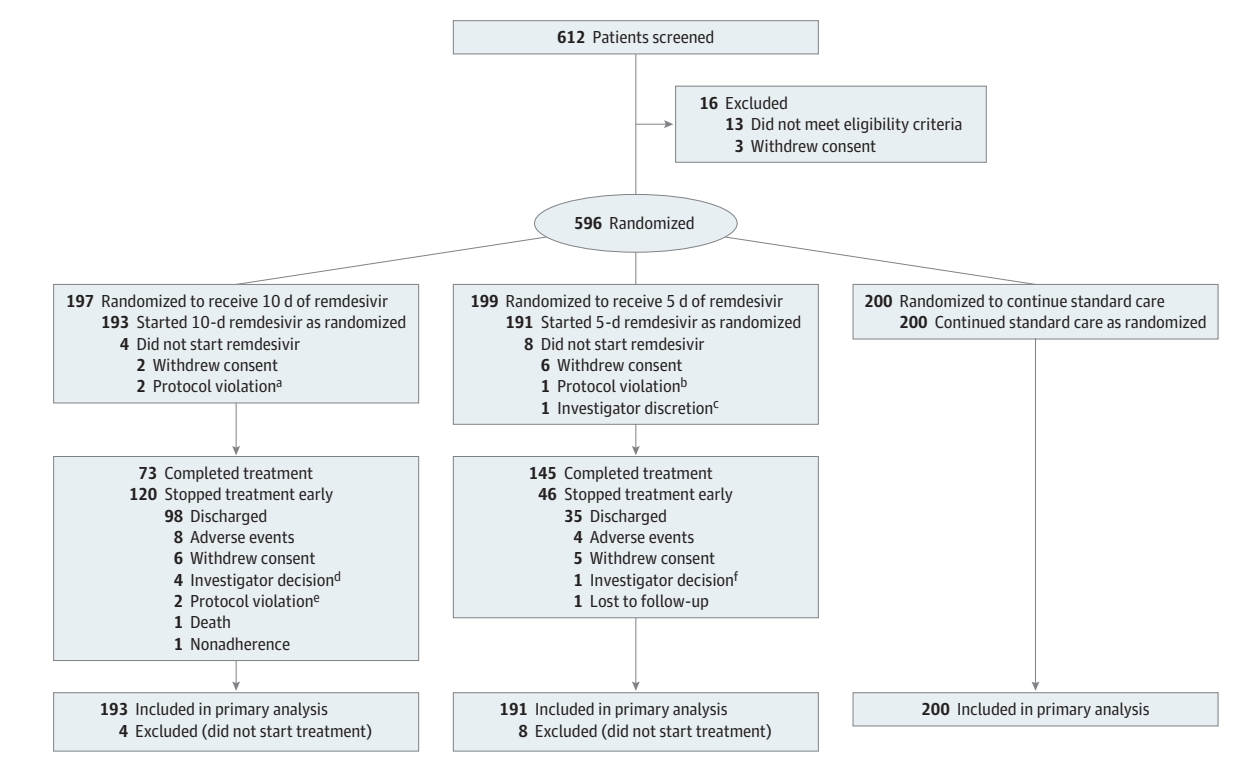 612 Patients screened
16 Excluded
13 Did not meet eligibility criteria
3 Withdrew consent
596 Randomized
197 Randomized to receive 10 d of remdesivir
193 Started 10-d remdesivir as randomized
4 Did not start remdesivir
2 Withdrew consent
2 Protocol violationᵃ
199 Randomized to receive 5 d of remdesivir
191 Started 5-d remdesivir as randomized
8 Did not start remdesivir
6 Withdrew consent
1 Protocol violationᵇ
1 Investigator discretionᶜ
200 Randomized to continue standard care
200 Continued standard care as randomized
73 Completed treatment
120 Stopped treatment early
98 Discharged
8 Adverse events
6 Withdrew consent
4 Investigator decisionᵈ
2 Protocol violationᵉ
1 Death
1 Nonadherence
145 Completed treatment
46 Stopped treatment early
35 Discharged
4 Adverse events
5 Withdrew consent
1 Investigator decisionᶠ
1 Lost to follow-up
193 Included in primary analysis
4 Excluded (did not start treatment)
191 Included in primary analysis
8 Excluded (did not start treatment)
200 Included in primary analysis